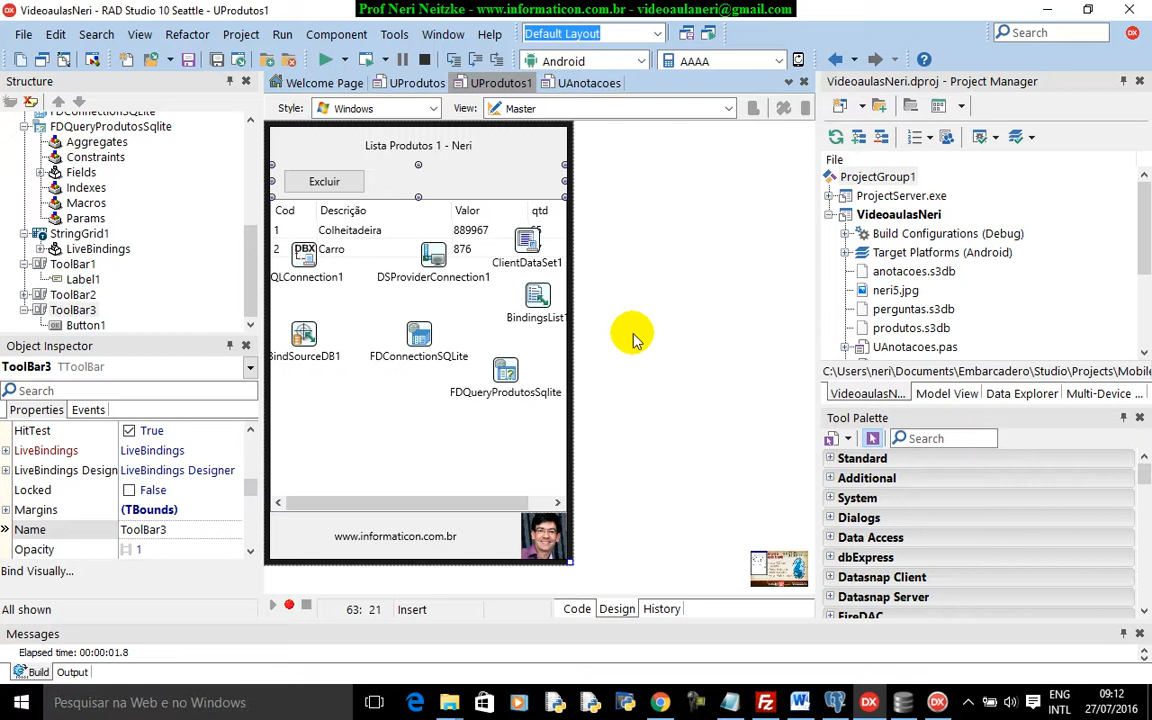 Prof Neri Neitzke - www.informaticon.com.br - videoaulaneri@gmail.com
VideoaulasNeri - RAD Studio 10 Seattle - UProdutos1
File Edit Search View Refactor Project Run Component Tools Window Help Default Layout Search
Android AAAA
Structure
Welcome Page UProdutos UProdutos1 UAnotacoes
VideoaulasNeri.dproj - Project Manager
Style: Windows View: Master
FDQueryProdutosSqlite
Aggregates
Constraints
Fields
Indexes
Macros
Params
StringGrid1
LiveBindings
ToolBar1
Label1
ToolBar2
ToolBar3
Button1
Object Inspector
ToolBar3 TToolBar
Search
Properties Events
HitTest True
LiveBindings LiveBindings
LiveBindings Design LiveBindings Designer
Locked False
Margins (TBounds)
Name ToolBar3
Opacity 1
Bind Visually...
All shown
Lista Produtos 1 - Neri
Excluir
Cod Descrição Valor qtd
1 Colheitadeira 889967
2 Carro 876
DBX
QLConnection1 DSProviderConnection1 ClientDataSet1
BindingsList1
BindSourceDB1 FDConnectionSQLite
FDQueryProdutosSqlite
www.informaticon.com.br
63: 21 Insert Code Design History
File
ProjectGroup1
ProjectServer.exe
VideoaulasNeri
Build Configurations (Debug)
Target Platforms (Android)
anotacoes.s3db
neri5.jpg
perguntas.s3db
produtos.s3db
UAnotacoes.pas
C:\Users\neri\Documents\Embarcadero\Studio\Projects\Mobile
VideoaulasN... Model View Data Explorer Multi-Device ...
Tool Palette
Search
Standard
Additional
System
Dialogs
Data Access
dbExpress
Datasnap Client
Datasnap Server
FireDAC
Messages
Elapsed time: 00:00:01.8
Build Output
Pesquisar na Web e no Windows
ENG
INTL
09:12
27/07/2016